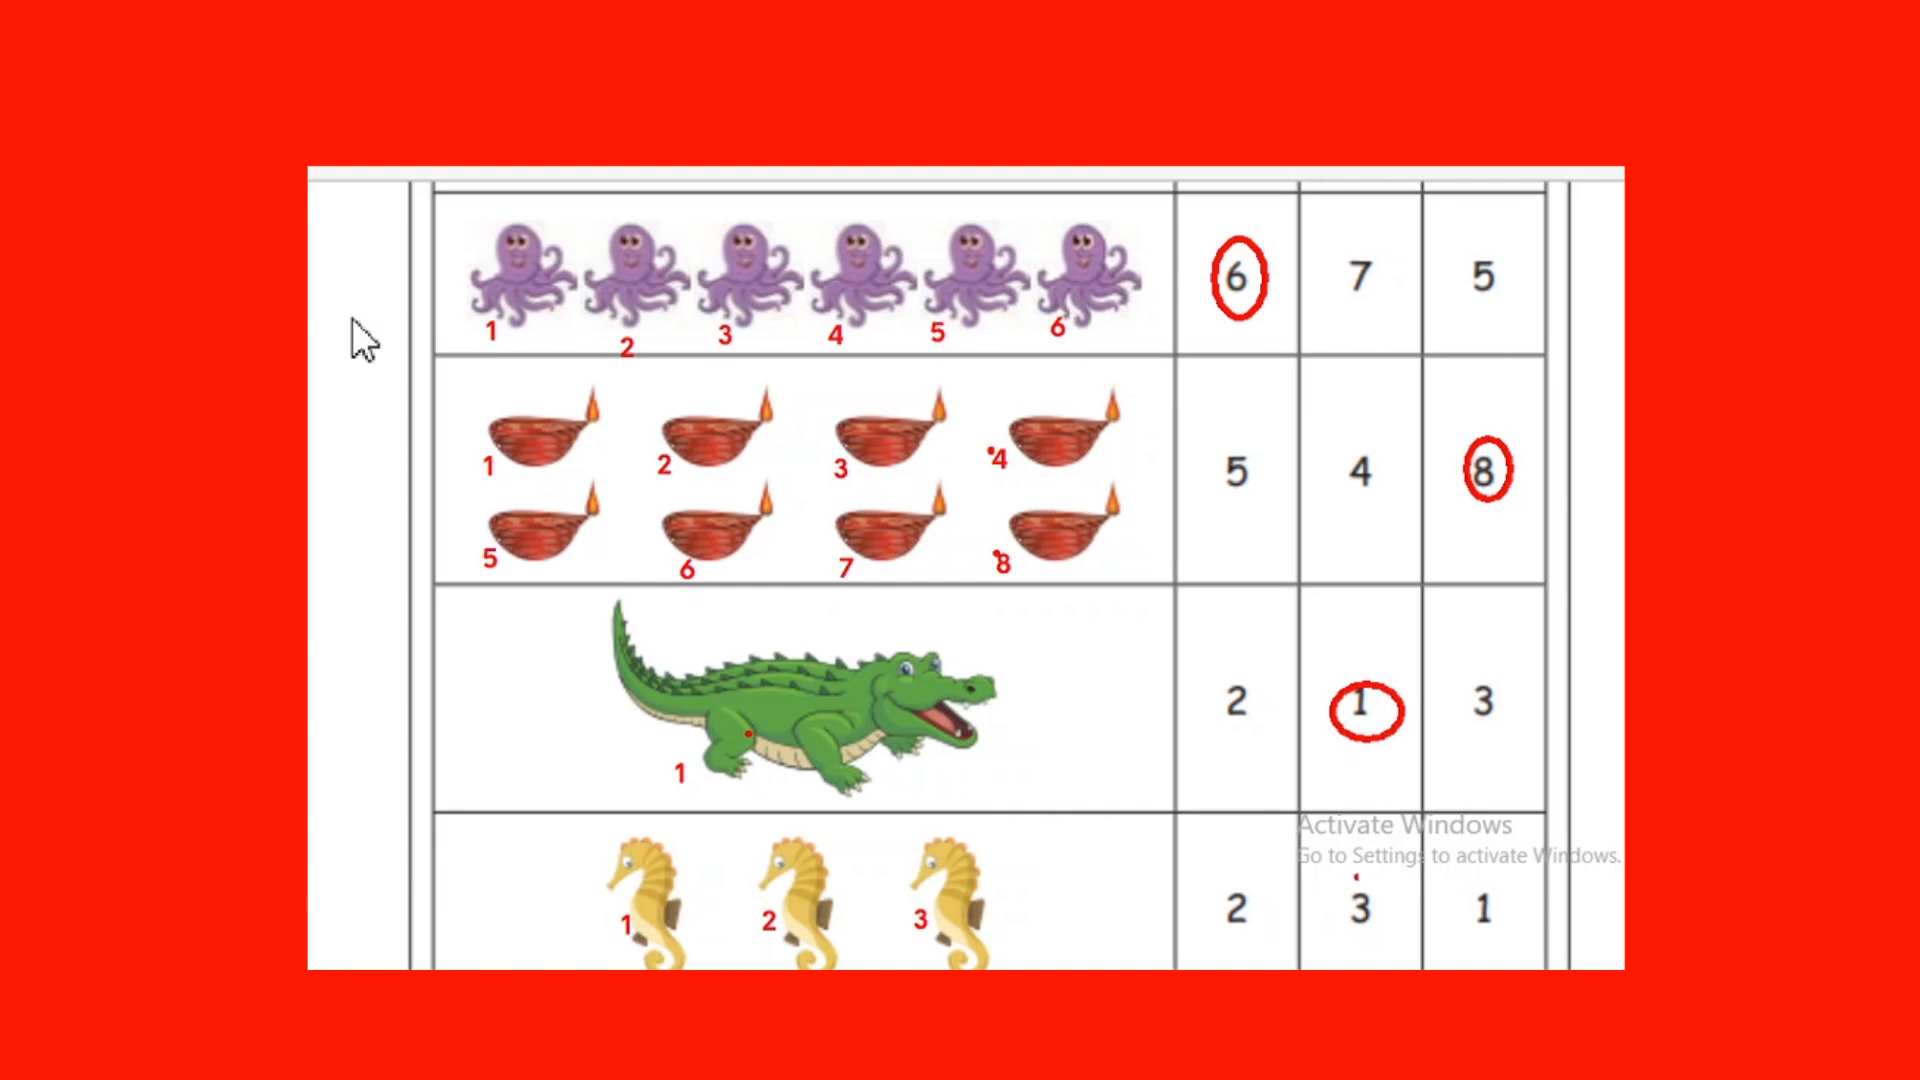 1 2 3 4 5 6
6 7 5
1 2 3 4
5 6 7 8
5 4 8
1
2 1 3
Activate Windows
Go to Settings to activate Windows.
1 2 3
2 3 1